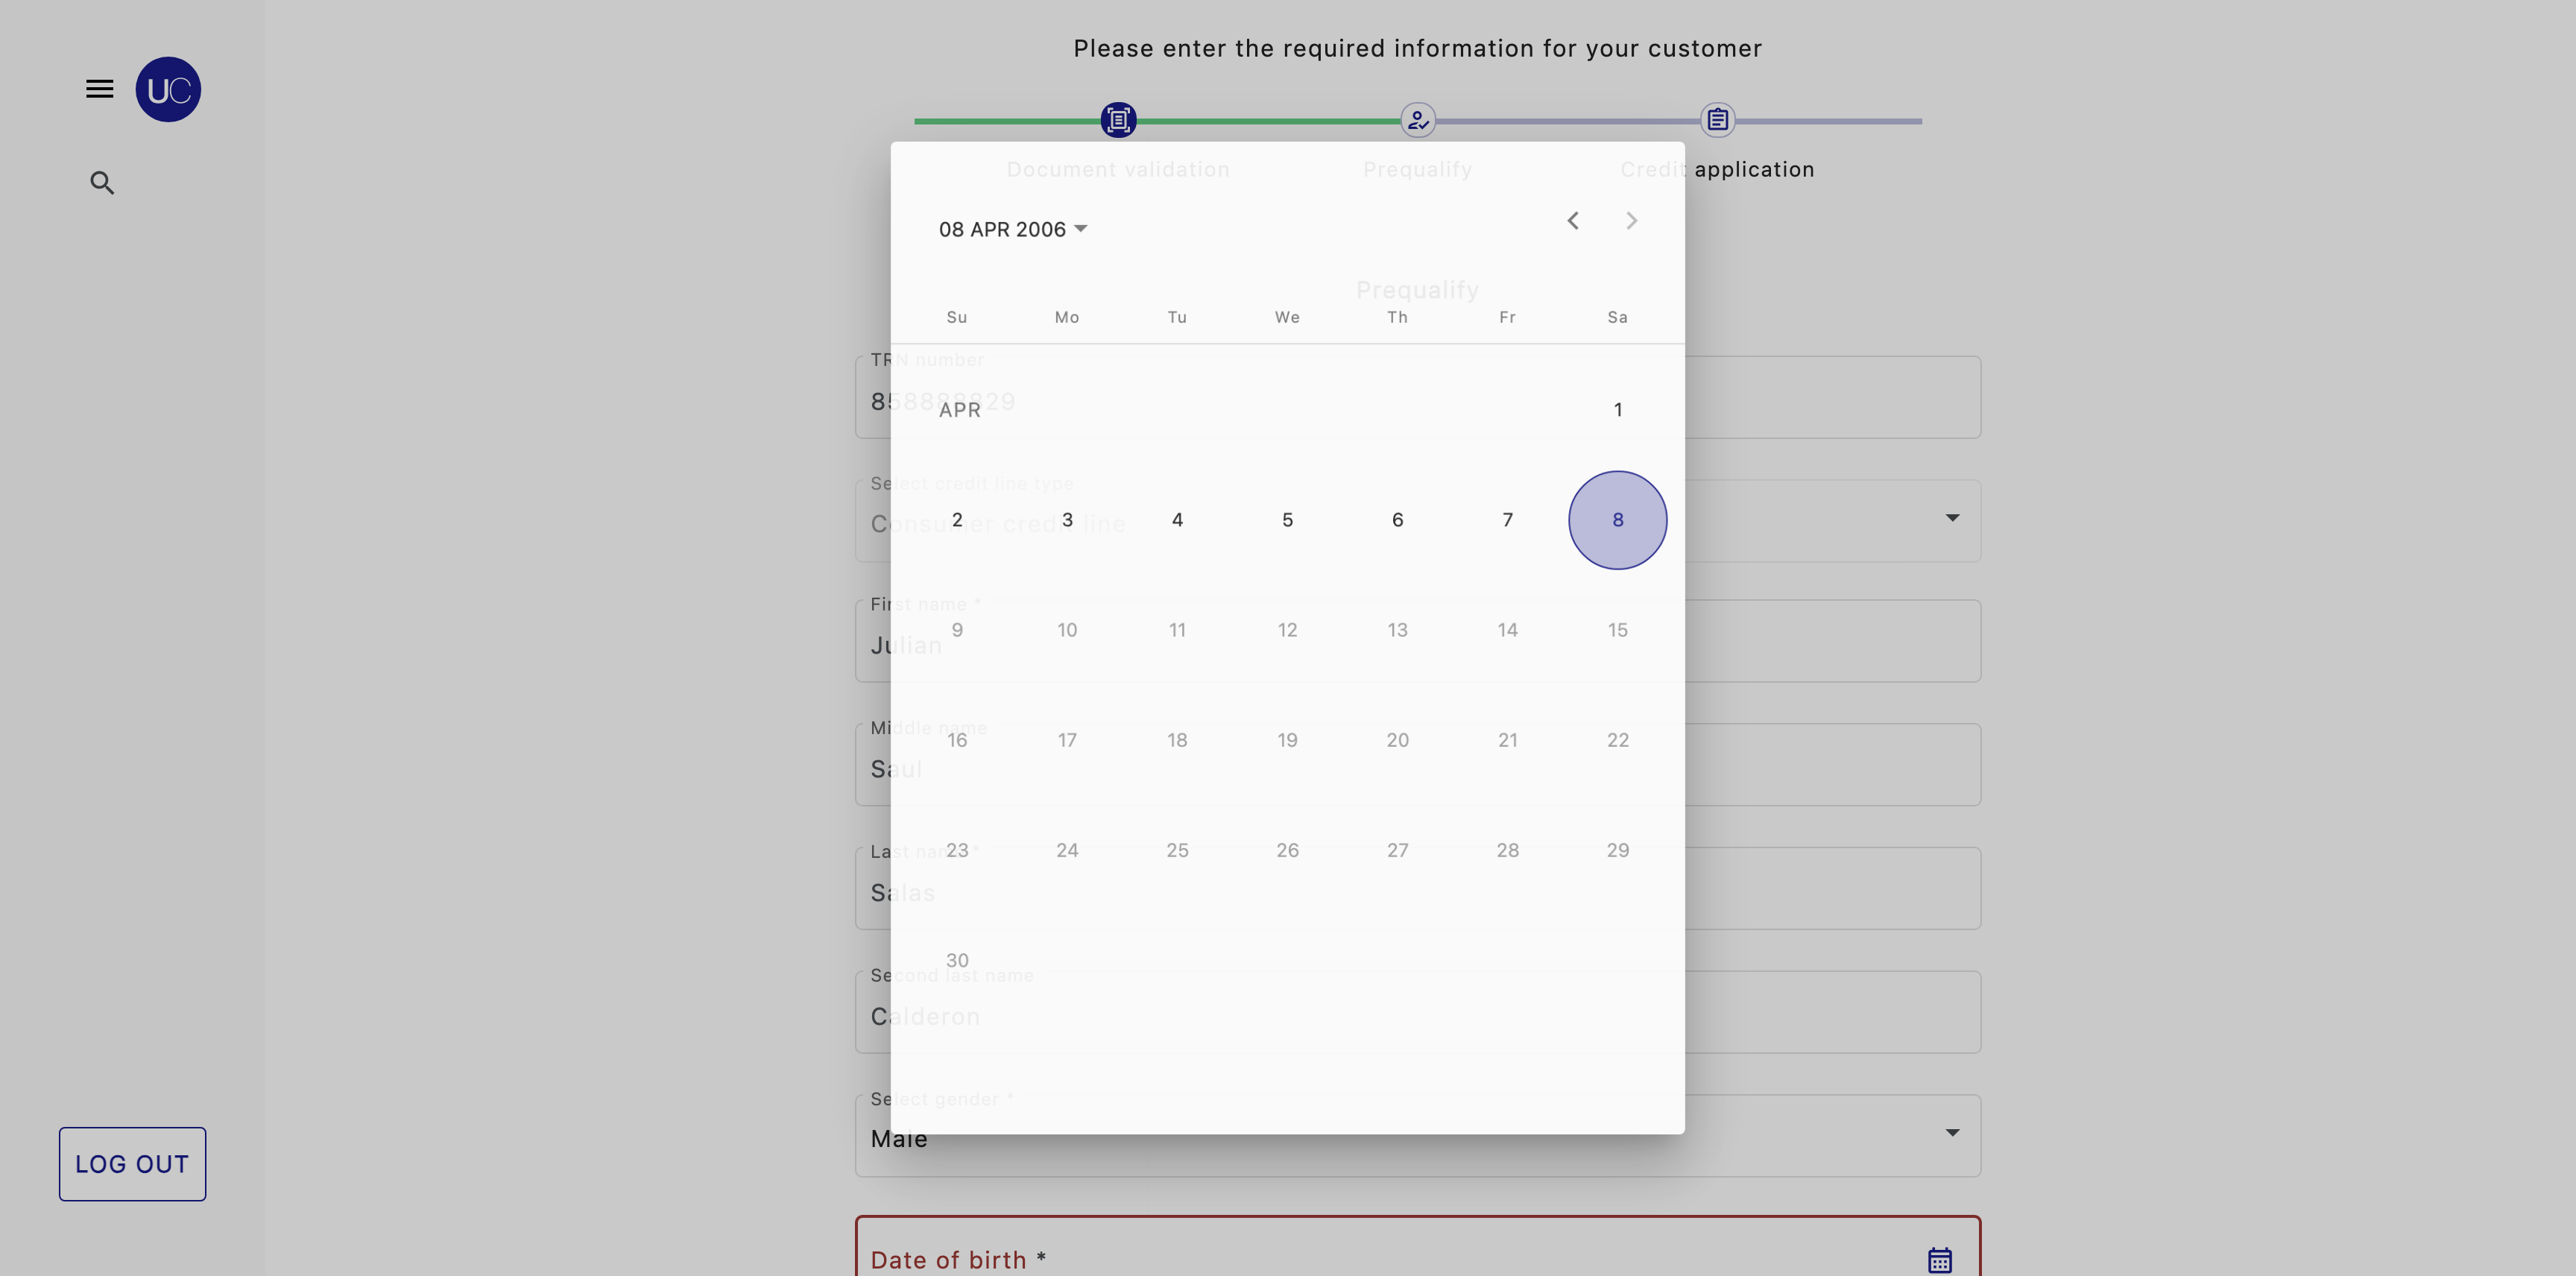 Please enter the required information for your customer
UC
Document validation
Prequalify
Credit application
08 APR 2006
Prequalify
Su Mo Tu We Th Fr Sa
TRN number
858888829
APR 1
Select credit line type
Consumer credit line
2 3 4 5 6 7 8
First name *
9 10 11 12 13 14 15
Julian
Middle name
16 17 18 19 20 21 22
Saul
Last name *
23 24 25 26 27 28 29
Salas
30
Second last name
Calderon
Select gender *
Male
LOG OUT
Date of birth *